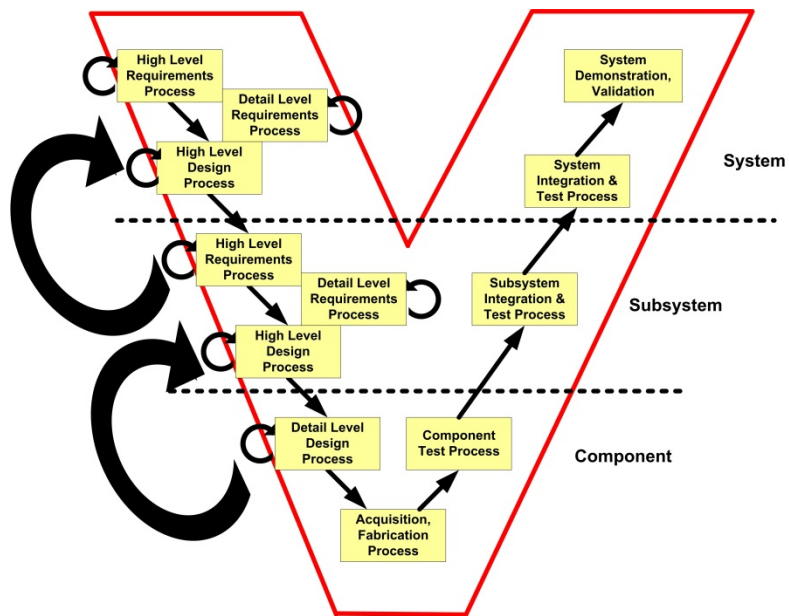 High Level
Requirements
Process
Detail Level
Requirements
Process
High Level
Design
Process
System
Demonstration,
Validation
System
Integration &
Test Process
System
High Level
Requirements
Process
Detail Level
Requirements
Process
High Level
Design
Process
Subsystem
Integration &
Test Process
Subsystem
Detail Level
Design
Process
Component
Test Process
Component
Acquisition,
Fabrication
Process